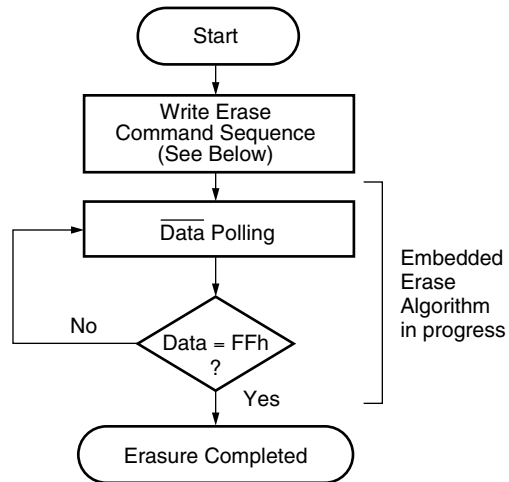 Start
Write Erase
Command Sequence
(See Below)
Data Polling
Embedded
Erase
Algorithm
in progress
No
Data = FFh
?
Yes
Erasure Completed